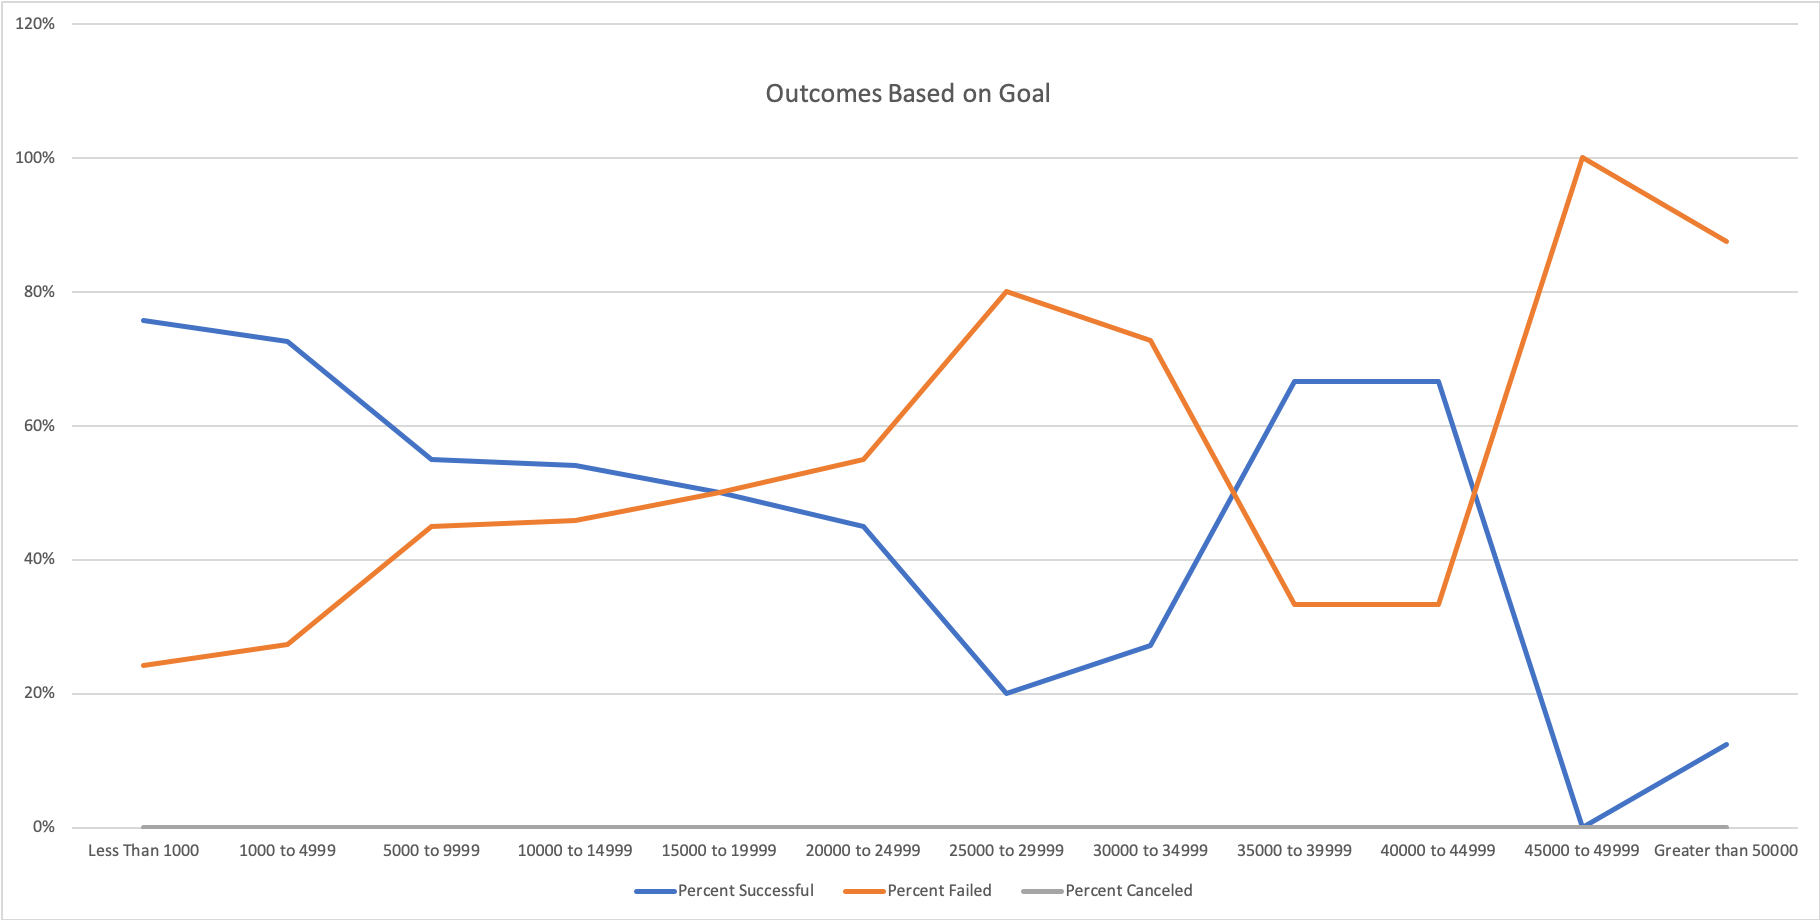 120%
Outcomes Based on Goal
100%
80%
60%
40%
20%
0%
Less Than 1000 1000 to 4999 5000 to 9999 10000 to 14999 15000 to 19999 20000 to 24999 25000 to 29999 30000 to 34999 35000 to 39999 40000 to 44999 45000 to 49999 Greater than 50000
Percent Successful Percent Failed Percent Canceled